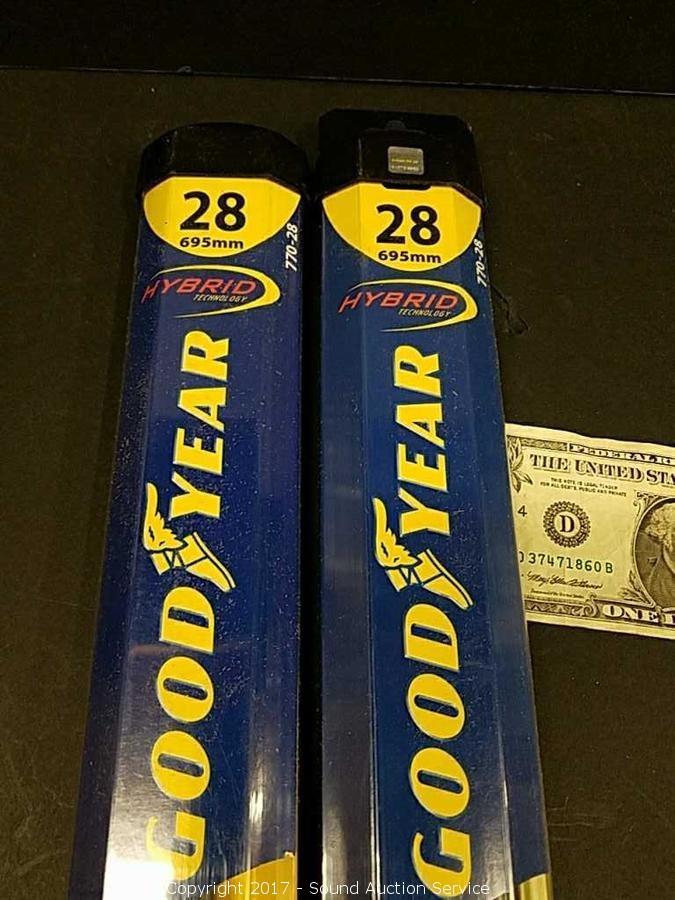 28
695mm
770-28
HYBRID
TECHNOLOGY
GOODYEAR
28
695mm
770-28
HYBRID
TECHNOLOGY
GOODYEAR
FEDERAL R
THE UNITED STA
THIS NOTE IS LEGAL TENDER
FOR ALL DEBTS, PUBLIC AND PRIVATE
4
D
D 37471860 B
ONE
Copyright 2017 - Sound Auction Service